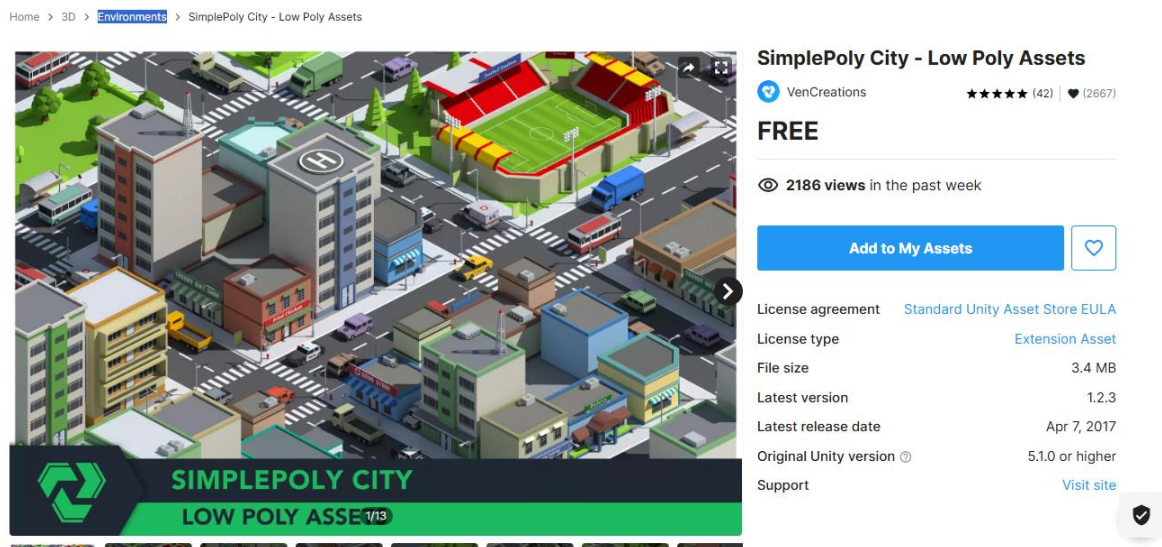 Home > 3D > Environments > SimplePoly City - Low Poly Assets
SimplePoly City - Low Poly Assets
VenCreations
★★★★★ (42) | ♥ (2667)
FREE
2186 views in the past week
Add to My Assets
License agreement Standard Unity Asset Store EULA
License type Extension Asset
File size 3.4 MB
Latest version 1.2.3
Latest release date Apr 7, 2017
Original Unity version 5.1.0 or higher
Support Visit site
H
SIMPLEPOLY CITY
LOW POLY ASSE
1/13